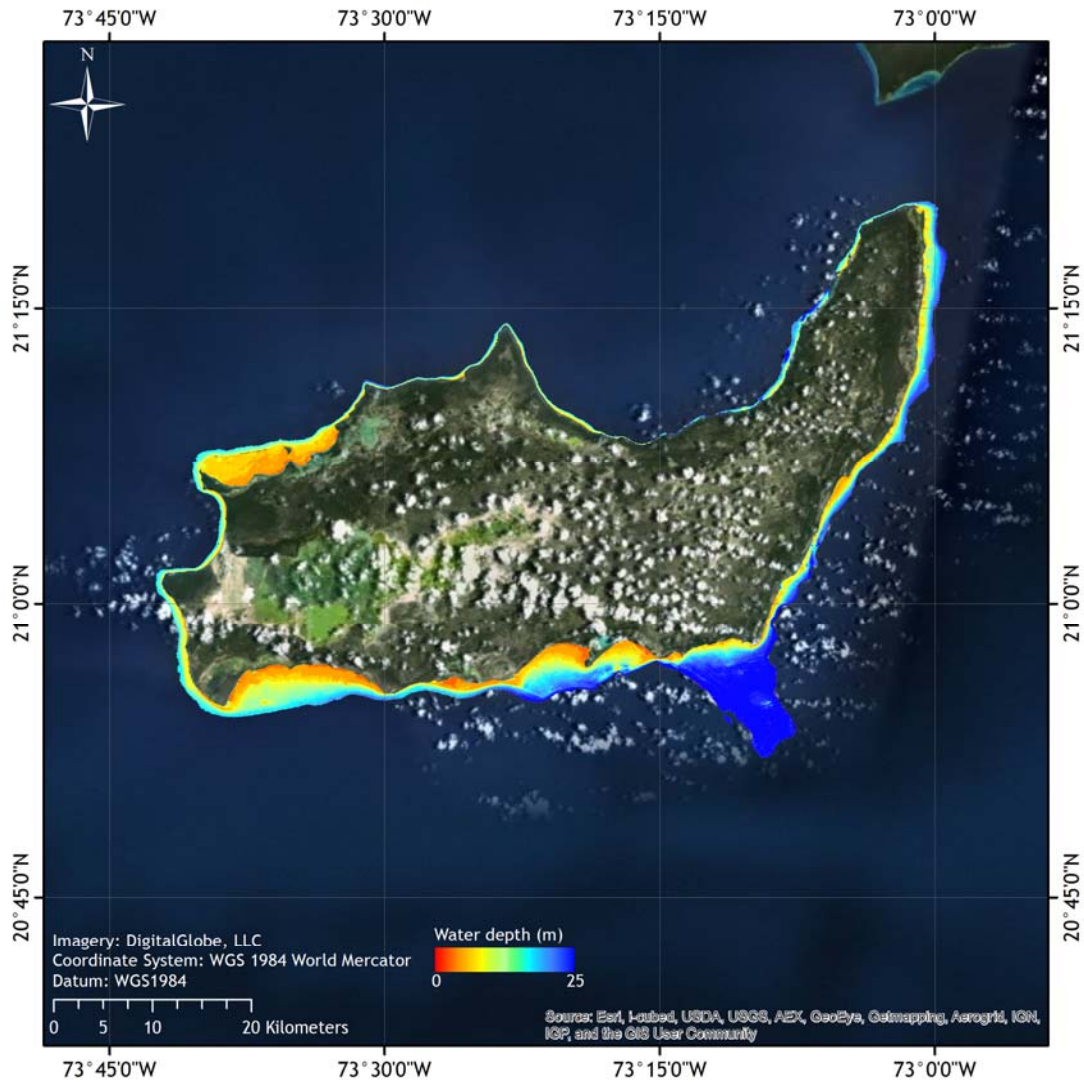 73°45'0"W 73°30'0"W 73°15'0"W 73°0'0"W
N
21°15'0"N 21°15'0"N
21°0'0"N 21°0'0"N
20°45'0"N 20°45'0"N
Imagery: DigitalGlobe, LLC
Coordinate System: WGS 1984 World Mercator
Datum: WGS1984
0 5 10 20 Kilometers
Water depth (m)
0 25
Source: Esri, i-cubed, USDA, USGS, AEX, GeoEye, Getmapping, Aerogrid, IGN,
IGP, and the GIS User Community
73°45'0"W 73°30'0"W 73°15'0"W 73°0'0"W